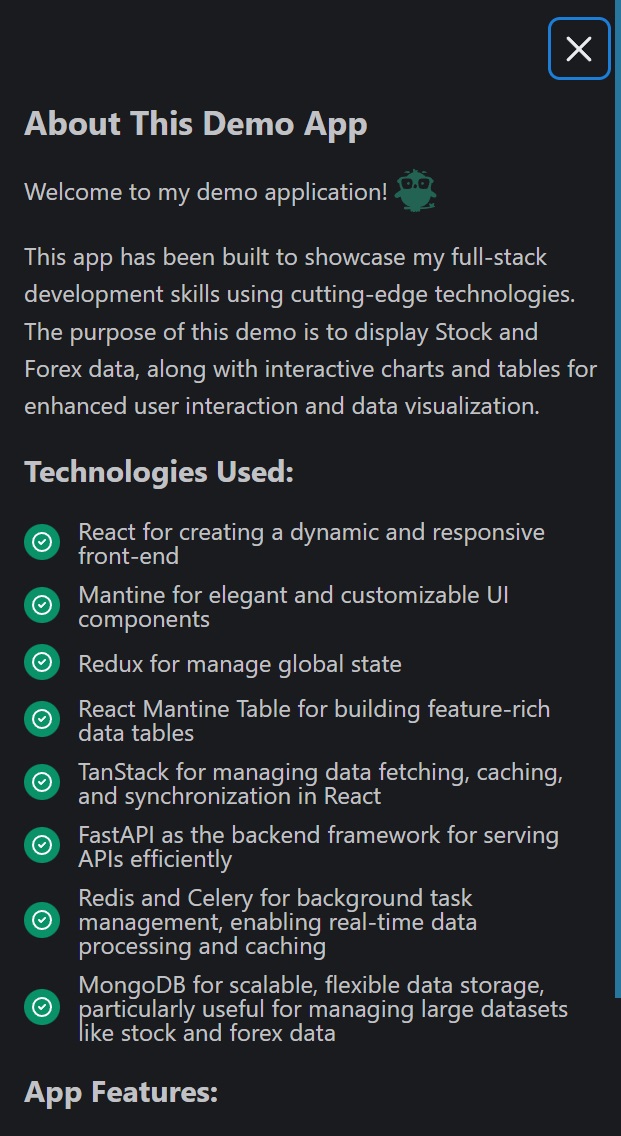 About This Demo App
Welcome to my demo application!
This app has been built to showcase my full-stack
development skills using cutting-edge technologies.
The purpose of this demo is to display Stock and
Forex data, along with interactive charts and tables for
enhanced user interaction and data visualization.
Technologies Used:
React for creating a dynamic and responsive
front-end
Mantine for elegant and customizable UI
components
Redux for manage global state
React Mantine Table for building feature-rich
data tables
TanStack for managing data fetching, caching,
and synchronization in React
FastAPI as the backend framework for serving
APIs efficiently
Redis and Celery for background task
management, enabling real-time data
processing and caching
MongoDB for scalable, flexible data storage,
particularly useful for managing large datasets
like stock and forex data
App Features: